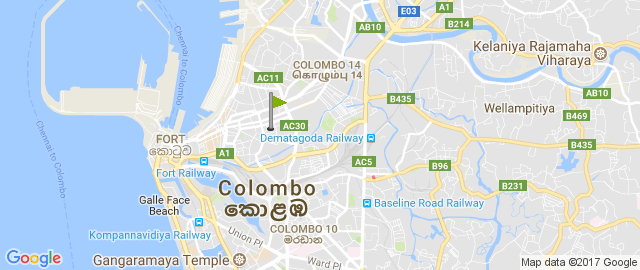 E03
A1
B214
AB10
Kelaniya Rajamaha
Viharaya
COLOMBO 14
கொழும்பு 14
AC11
B435
AB10
Wellampitiya
B469
AC30
Dematagoda Railway
B435
FORT
කොටුව
A1
AC5
B96
Fort Railway
B231
Colombo
කොළඹ
Galle Face
Beach
Baseline Road Railway
COLOMBO 10
මරදාන
Kompannavidiya Railway
Union Pl
Gangaramaya Temple
Ward Pl
Chennai to Colombo
Chennai to Colombo
Google
Map data ©2017 Google